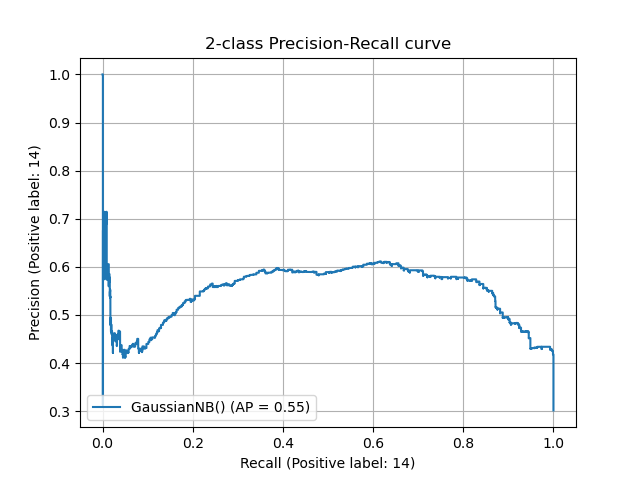 2-class Precision-Recall curve
1.0
0.9
0.8
0.7
0.6
0.5
0.4
0.3
Precision (Positive label: 14)
GaussianNB() (AP = 0.55)
0.0 0.2 0.4 0.6 0.8 1.0
Recall (Positive label: 14)